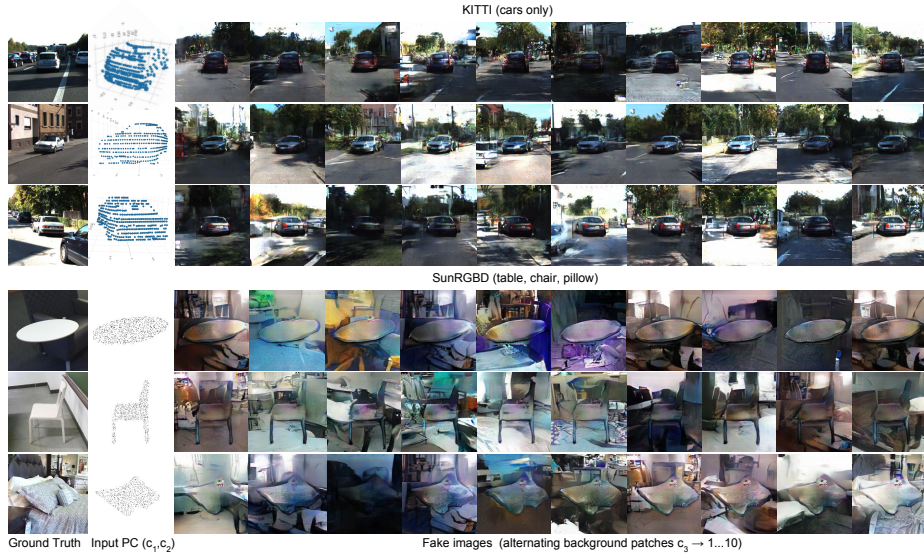 KITTI (cars only)
SunRGBD (table, chair, pillow)
Ground Truth Input PC (c₁,c₂) Fake images (alternating background patches c₃ → 1...10)